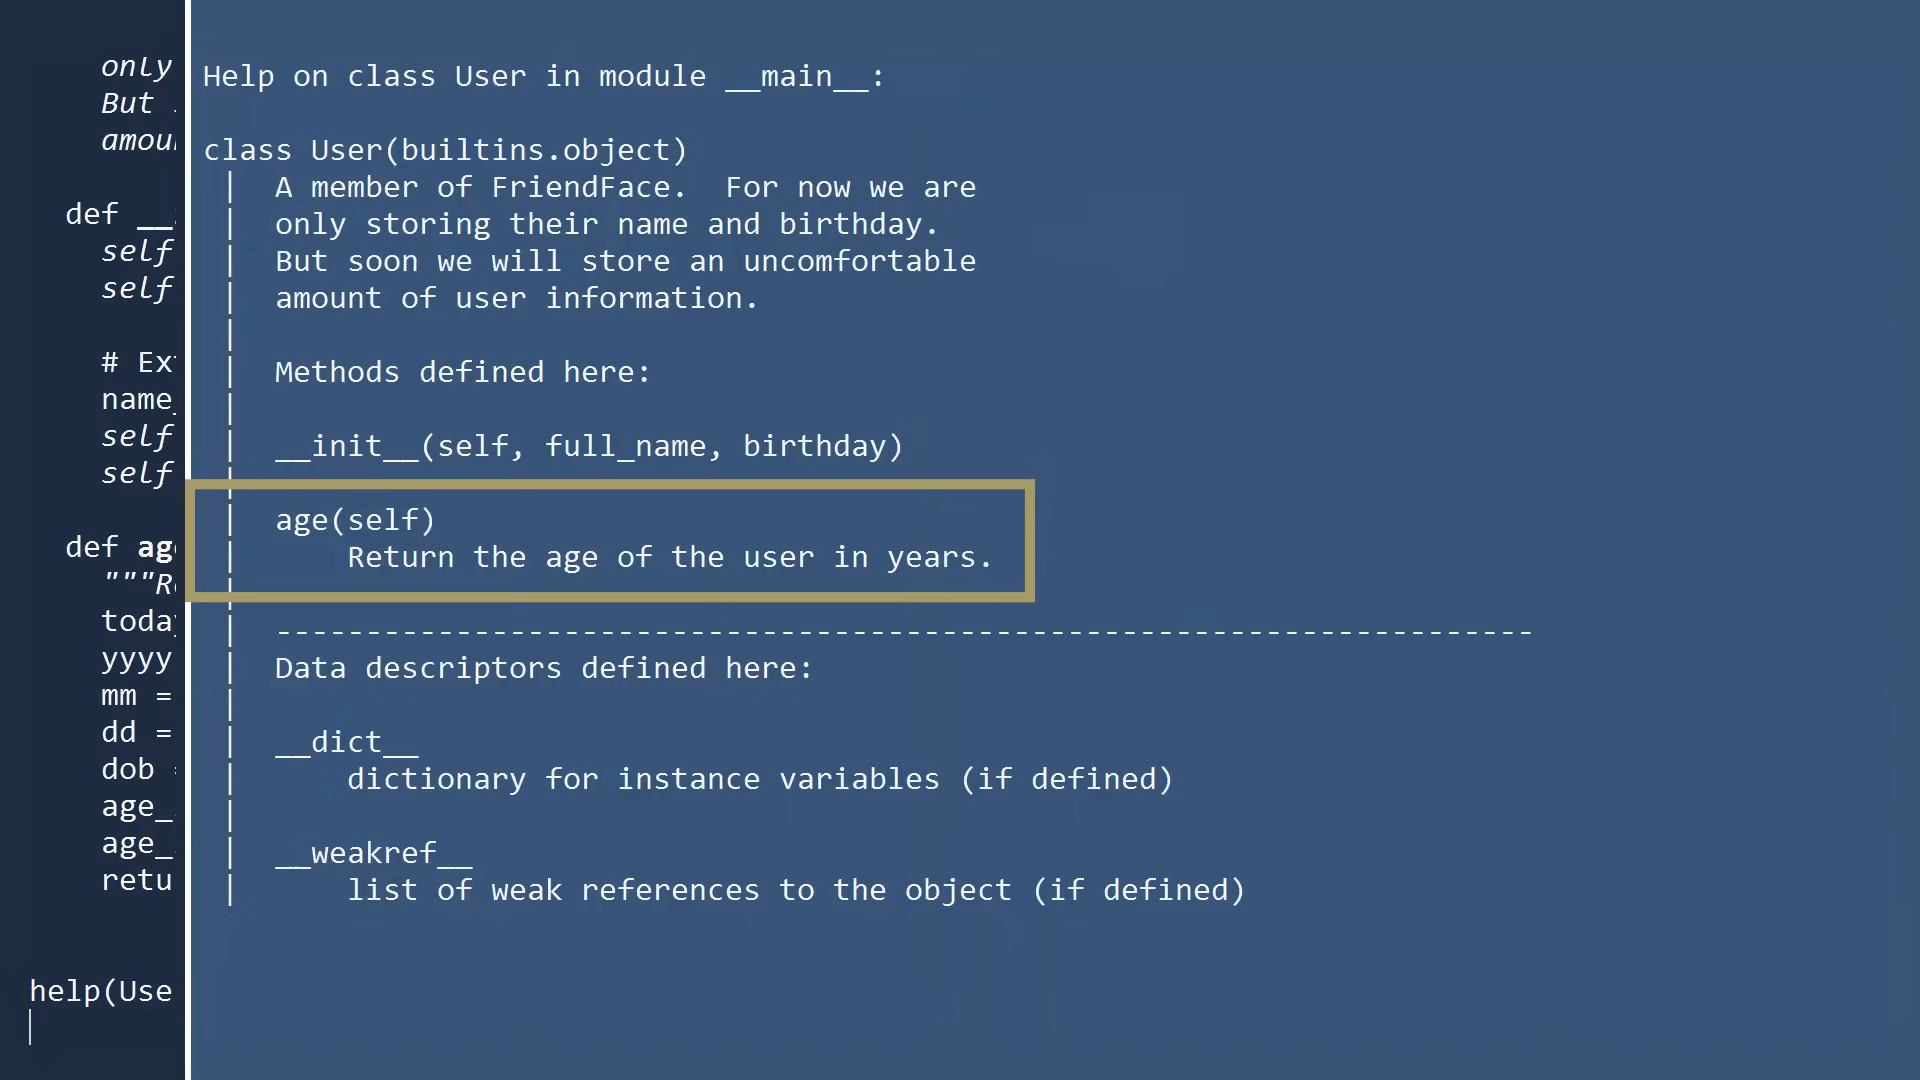 only
But
def
self
self
# Ex
name_
self
self
def age
"""R
today
yyyy
mm =
dd =
dob
age_
age_
retu
help(Use
Help on class User in module __main__:
class User(builtins.object)
| A member of FriendFace. For now we are
| only storing their name and birthday.
| But soon we will store an uncomfortable
| amount of user information.
|
| Methods defined here:
|
| __init__(self, full_name, birthday)
|
| age(self)
| Return the age of the user in years.
|
| ----------------------------------------------------------------------
| Data descriptors defined here:
|
| __dict__
| dictionary for instance variables (if defined)
|
| __weakref__
| list of weak references to the object (if defined)